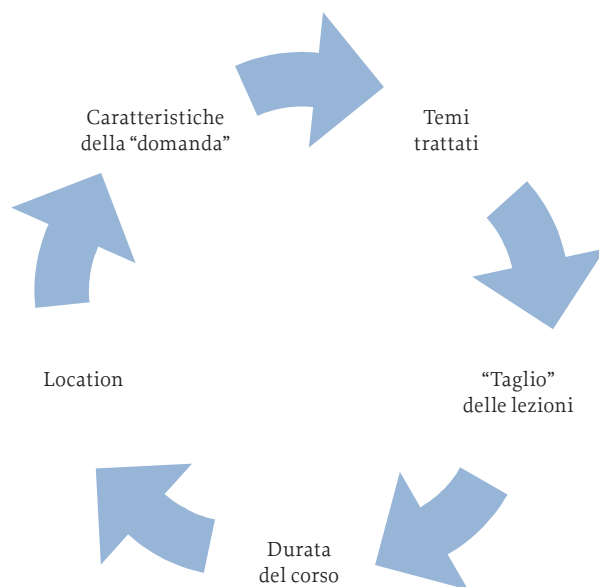 Caratteristiche
della “domanda”
Temi
trattati
“Taglio”
delle lezioni
Durata
del corso
Location